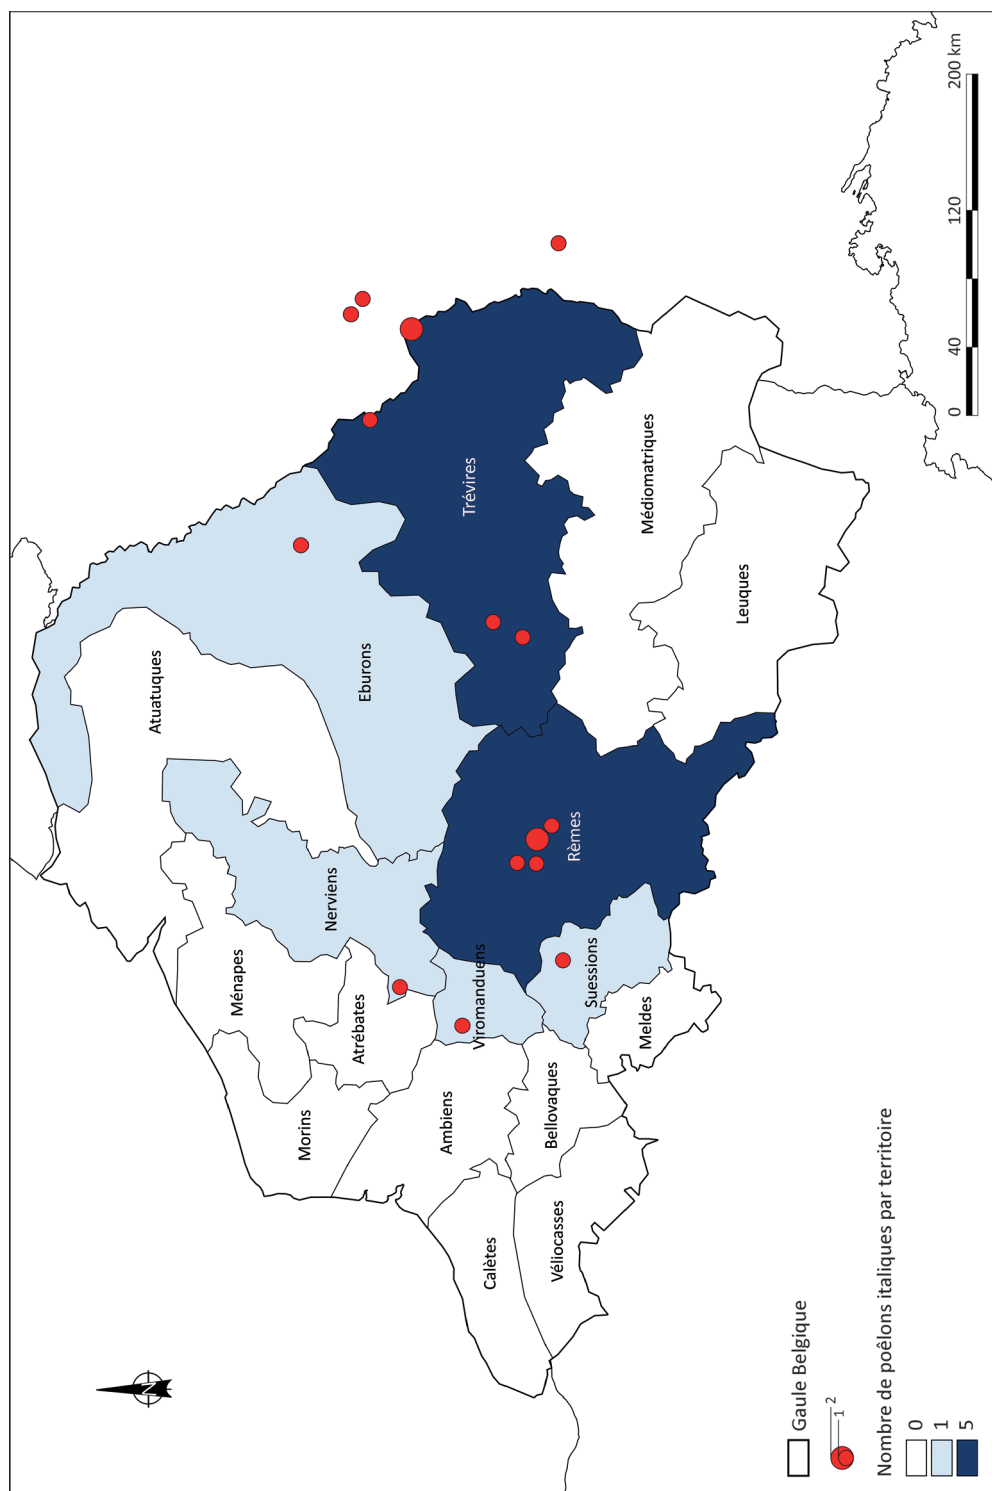 Atuatuques
Ménapes
Nerviens
Eburons
Morins
Atrébates
Ambiens
Viromanduens
Trévires
Calètes
Bellovaques
Suessions
Rèmes
Véliocasses
Meldes
Médiomatriques
Leuques
N
Gaule Belgique
1 2
Nombre de poêlons italiques par territoire
0
1
5
0 40 120 200 km